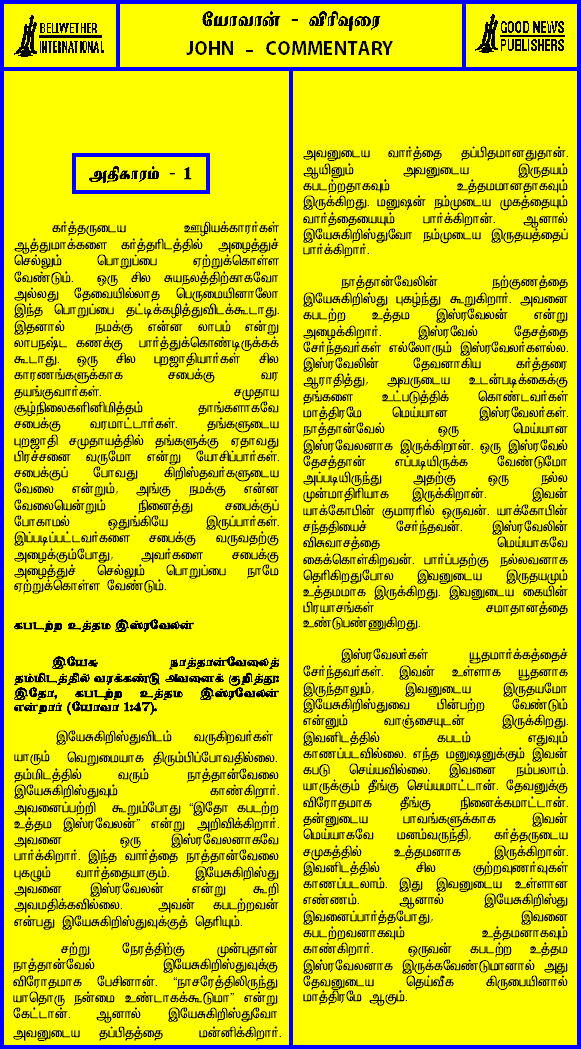 BELLWETHER
INTERNATIONAL
யோவான் - விரிவுரை
JOHN - COMMENTARY
GOOD NEWS
PUBLISHERS
அதிகாரம் - 1
கர்த்தருடைய ஊழியக்காரர்கள்
ஆத்துமாக்களை கர்த்தரிடத்தில் அழைத்துச்
செல்லும் பொறுப்பை ஏற்றுக்கொள்ள
வேண்டும். ஒரு சில சுயநலத்திற்காகவோ
அல்லது தேவையில்லாத பெருமையினாலோ
இந்த பொறுப்பை தட்டிக்கழித்துவிடக்கூடாது.
இதனால் நமக்கு என்ன லாபம் என்று
லாபநஷ்ட கணக்கு பார்த்துக்கொண்டிருக்கக்
கூடாது. ஒரு சில புறஜாதியார்கள் சில
காரணங்களுக்காக சபைக்கு வர
தயங்குவார்கள். சமுதாய
சூழ்நிலைகளினிமித்தம் தாங்களாகவே
சபைக்கு வரமாட்டார்கள். தங்களுடைய
புறஜாதி சமுதாயத்தில் தங்களுக்கு ஏதாவது
பிரச்சனை வருமோ என்று யோசிப்பார்கள்.
சபைக்குப் போவது கிறிஸ்தவர்களுடைய
வேலை என்றும், அங்கு நமக்கு என்ன
வேலையென்றும் நினைத்து சபைக்குப்
போகாமல் ஒதுங்கியே இருப்பார்கள்.
இப்படிப்பட்டவர்களை சபைக்கு வருவதற்கு
அழைக்கும்போது, அவர்களை சபைக்கு
அழைத்துச் செல்லும் பொறுப்பை நாமே
ஏற்றுக்கொள்ள வேண்டும்.
கபடற்ற உத்தம இஸ்ரவேலன்
இயேசு நாத்தான்வேலைத்
தம்மிடத்தில் வரக்கண்டு அவனைக் குறித்து:
இதோ, கபடற்ற உத்தம இஸ்ரவேலன்
என்றார் (யோவா 1:47).
இயேசுகிறிஸ்துவிடம் வருகிறவர்கள்
யாரும் வெறுமையாக திரும்பிப்போவதில்லை.
தம்மிடத்தில் வரும் நாத்தான்வேலை
இயேசுகிறிஸ்துவும் காண்கிறார்.
அவனைப்பற்றி கூறும்போது “இதோ கபடற்ற
உத்தம இஸ்ரவேலன்” என்று அறிவிக்கிறார்.
அவனை ஒரு இஸ்ரவேலனாகவே
பார்க்கிறார். இந்த வார்த்தை நாத்தான்வேலை
புகழும் வார்த்தையாகும். இயேசுகிறிஸ்து
அவனை இஸ்ரவேலன் என்று கூறி
அவமதிக்கவில்லை. அவன் கபடற்றவன்
என்பது இயேசுகிறிஸ்துவுக்குத் தெரியும்.
சற்று நேரத்திற்கு முன்புதான்
நாத்தான்வேல் இயேசுகிறிஸ்துவுக்கு
விரோதமாக பேசினான். “நாசரேத்திலிருந்து
யாதொரு நன்மை உண்டாகக்கூடுமா” என்று
கேட்டான். ஆனால் இயேசுகிறிஸ்துவோ
அவனுடைய தப்பிதத்தை மன்னிக்கிறார்.
அவனுடைய வார்த்தை தப்பிதமானதுதான்.
ஆயினும் அவனுடைய இருதயம்
கபடற்றதாகவும் உத்தமமானதாகவும்
இருக்கிறது. மனுஷன் நம்முடைய முகத்தையும்
வார்த்தையையும் பார்க்கிறான். ஆனால்
இயேசுகிறிஸ்துவோ நம்முடைய இருதயத்தைப்
பார்க்கிறார்.
நாத்தான்வேலின் நற்குணத்தை
இயேசுகிறிஸ்து புகழ்ந்து கூறுகிறார். அவனை
கபடற்ற உத்தம இஸ்ரவேலன் என்று
அழைக்கிறார். இஸ்ரவேல் தேசத்தை
சேர்ந்தவர்கள் எல்லோரும் இஸ்ரவேலர்களல்ல.
இஸ்ரவேலின் தேவனாகிய கர்த்தரை
ஆராதித்து, அவருடைய உடன்படிக்கைக்கு
தங்களை உட்படுத்திக் கொண்டவர்கள்
மாத்திரமே மெய்யான இஸ்ரவேலர்கள்.
நாத்தான்வேல் ஒரு மெய்யான
இஸ்ரவேலனாக இருக்கிறான். ஒரு இஸ்ரவேல்
தேசத்தான் எப்படியிருக்க வேண்டுமோ
அப்படியிருந்து அதற்கு ஒரு நல்ல
முன்மாதிரியாக இருக்கிறான். இவன்
யாக்கோபின் குமாரரில் ஒருவன். யாக்கோபின்
சந்ததியைச் சேர்ந்தவன். இஸ்ரவேலின்
விசுவாசத்தை மெய்யாகவே
கைக்கொள்கிறவன். பார்ப்பதற்கு நல்லவனாக
தெரிகிறதுபோல இவனுடைய இருதயமும்
உத்தமமாக இருக்கிறது. இவனுடைய கையின்
பிரயாசங்கள் சமாதானத்தை
உண்டுபண்ணுகிறது.
இஸ்ரவேலர்கள் யூதமார்க்கத்தைச்
சேர்ந்தவர்கள். இவன் உள்ளாக யூதனாக
இருந்தாலும், இவனுடைய இருதயமோ
இயேசுகிறிஸ்துவை பின்பற்ற வேண்டும்
என்னும் வாஞ்சையுடன் இருக்கிறது.
இவனிடத்தில் கபடம் எதுவும்
காணப்படவில்லை. எந்த மனுஷனுக்கும் இவன்
கபடு செய்யவில்லை. இவனை நம்பலாம்.
யாருக்கும் தீங்கு செய்யமாட்டான். தேவனுக்கு
விரோதமாக தீங்கு நினைக்கமாட்டான்.
தன்னுடைய பாவங்களுக்காக இவன்
மெய்யாகவே மனம்வருந்தி, கர்த்தருடைய
சமுகத்தில் உத்தமனாக இருக்கிறான்.
இவனிடத்தில் சில குற்றவுணர்வுகள்
காணப்படலாம். இது இவனுடைய உள்ளான
எண்ணம். ஆனால் இயேசுகிறிஸ்து
இவனைப்பார்த்தபோது, இவனை
கபடற்றவனாகவும் உத்தமனாகவும்
காண்கிறார். ஒருவன் கபடற்ற உத்தம
இஸ்ரவேலனாக இருக்கவேண்டுமானால் அது
தேவனுடைய தெய்வீக கிருபையினால்
மாத்திரமே ஆகும்.